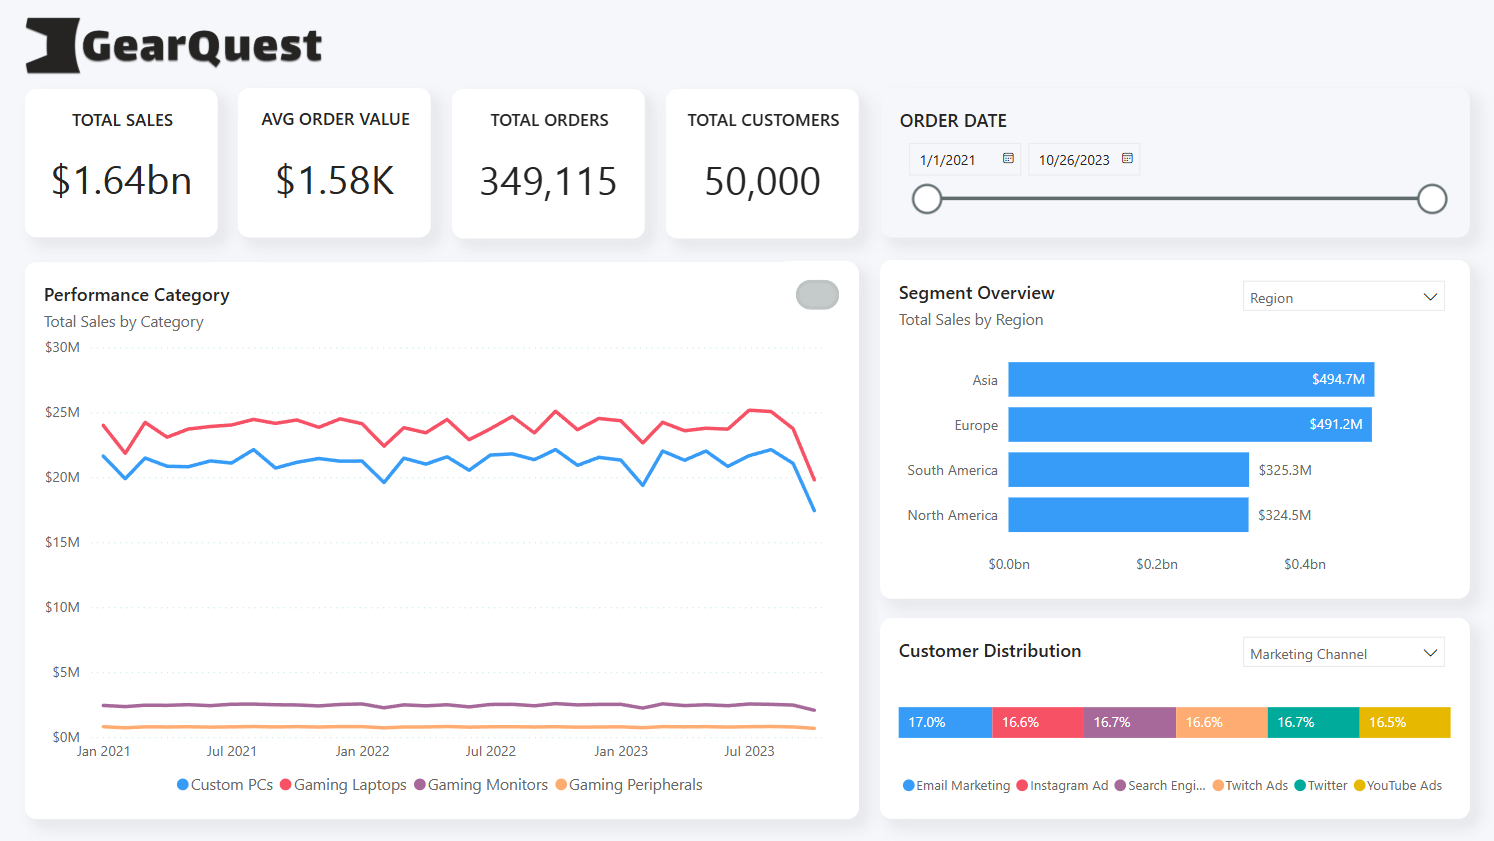 GearQuest
TOTAL SALES
$1.64bn
AVG ORDER VALUE
$1.58K
TOTAL ORDERS
349,115
TOTAL CUSTOMERS
50,000
ORDER DATE
1/1/2021
10/26/2023
Performance Category
Total Sales by Category
$30M
$25M
$20M
$15M
$10M
$5M
$0M
Jan 2021
Jul 2021
Jan 2022
Jul 2022
Jan 2023
Jul 2023
Custom PCs
Gaming Laptops
Gaming Monitors
Gaming Peripherals
Segment Overview
Region
Total Sales by Region
Asia
$494.7M
Europe
$491.2M
South America
$325.3M
North America
$324.5M
$0.0bn
$0.2bn
$0.4bn
Customer Distribution
Marketing Channel
17.0%
16.6%
16.7%
16.6%
16.7%
16.5%
Email Marketing
Instagram Ad
Search Engi...
Twitch Ads
Twitter
YouTube Ads